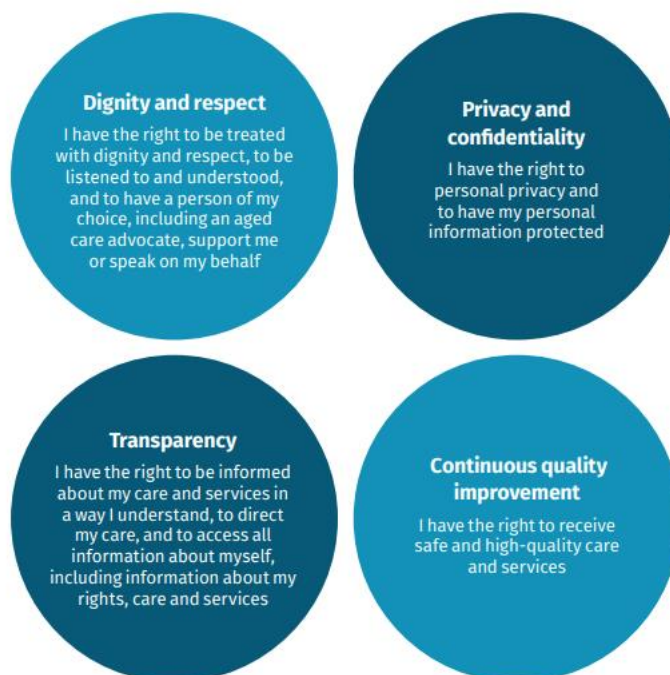 Dignity and respect
I have the right to be treated
with dignity and respect, to be
listened to and understood,
and to have a person of my
choice, including an aged
care advocate, support me
or speak on my behalf
Privacy and
confidentiality
I have the right to
personal privacy and
to have my personal
information protected
Transparency
I have the right to be informed
about my care and services in
a way I understand, to direct
my care, and to access all
information about myself,
including information about my
rights, care and services
Continuous quality
improvement
I have the right to receive
safe and high-quality care
and services